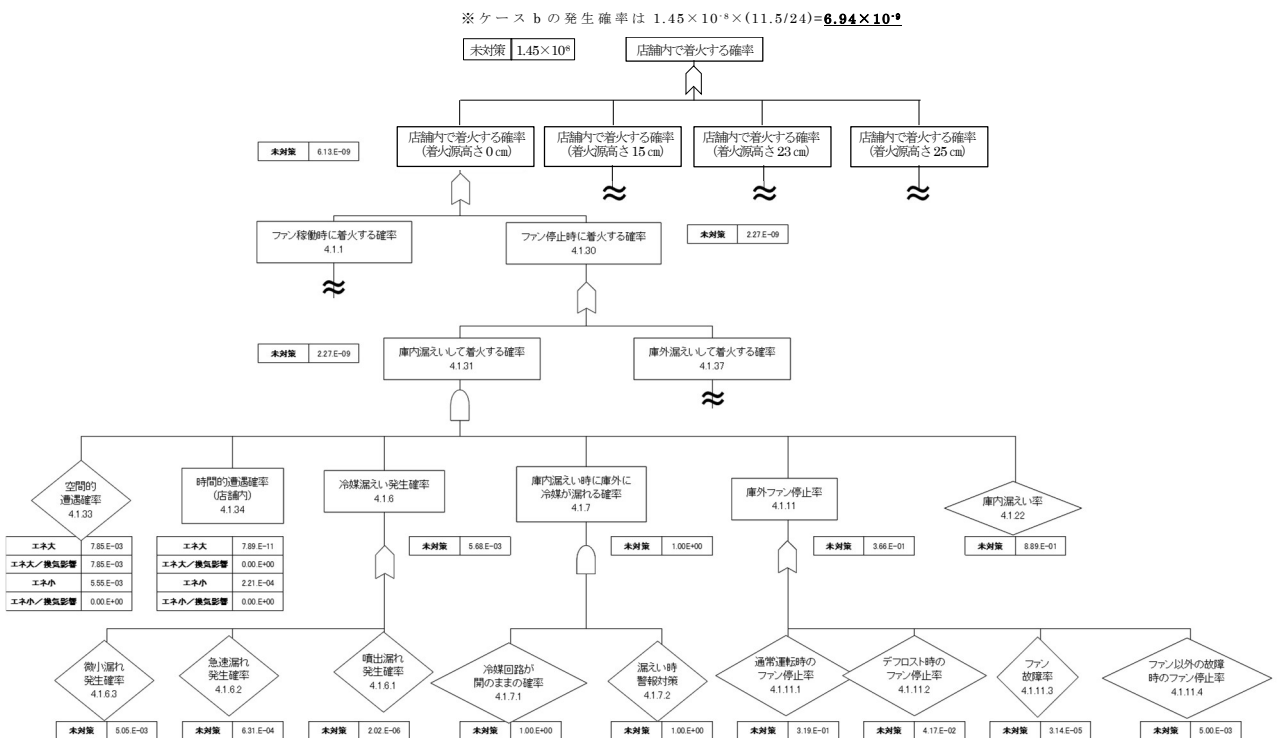 ※ケース b の発生確率は 1.45×10⁻⁸×(11.5/24)=6.94×10⁻⁹
未対策 1.45×10⁸
店舗内で着火する確率
店舗内で着火する確率
(着火源高さ0㎝)
店舗内で着火する確率
(着火源高さ15㎝)
店舗内で着火する確率
(着火源高さ23㎝)
店舗内で着火する確率
(着火源高さ25㎝)
未対策 6.13.E-09
≈
≈
≈
ファン稼働時に着火する確率
4.1.1
ファン停止時に着火する確率
4.1.30
未対策 2.27.E-09
≈
未対策 2.27.E-09
庫内漏えいして着火する確率
4.1.31
庫外漏えいして着火する確率
4.1.37
≈
空間的
遭遇確率
4.1.33
時間的遭遇確率
(店舗内)
4.1.34
冷媒漏えい発生確率
4.1.6
庫内漏えい時に庫外に
冷媒が漏れる確率
4.1.7
庫外ファン停止率
4.1.11
庫内漏えい率
4.1.22
エネ大 7.85.E-03
エネ大/換気影響 7.85.E-03
エネ小 5.55.E-03
エネ小/換気影響 0.00.E+00
エネ大 7.89.E-11
エネ大/換気影響 0.00.E+00
エネ小 2.21.E-04
エネ小/換気影響 0.00.E+00
未対策 5.68.E-03
未対策 1.00E+00
未対策 3.66.E-01
未対策 8.89.E-01
微小漏れ
発生確率
4.1.6.3
急速漏れ
発生確率
4.1.6.2
噴出漏れ
発生確率
4.1.6.1
冷媒回路が
開のままの確率
4.1.7.1
漏えい時
警報対策
4.1.7.2
通常運転時の
ファン停止率
4.1.11.1
デフロスト時の
ファン停止率
4.1.11.2
ファン
故障率
4.1.11.3
ファン以外の故障
時のファン停止率
4.1.11.4
未対策 5.05.E-03
未対策 6.31.E-04
未対策 2.02.E-06
未対策 1.00.E+00
未対策 1.00.E+00
未対策 3.19.E-01
未対策 4.17.E-02
未対策 3.14.E-05
未対策 5.00.E-03